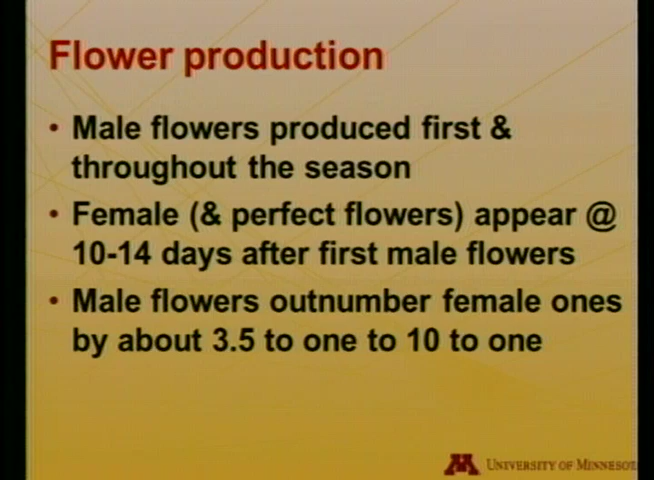 Flower production
• Male flowers produced first &
throughout the season
• Female (& perfect flowers) appear @
10-14 days after first male flowers
• Male flowers outnumber female ones
by about 3.5 to one to 10 to one
M UNIVERSITY OF MINNESOT